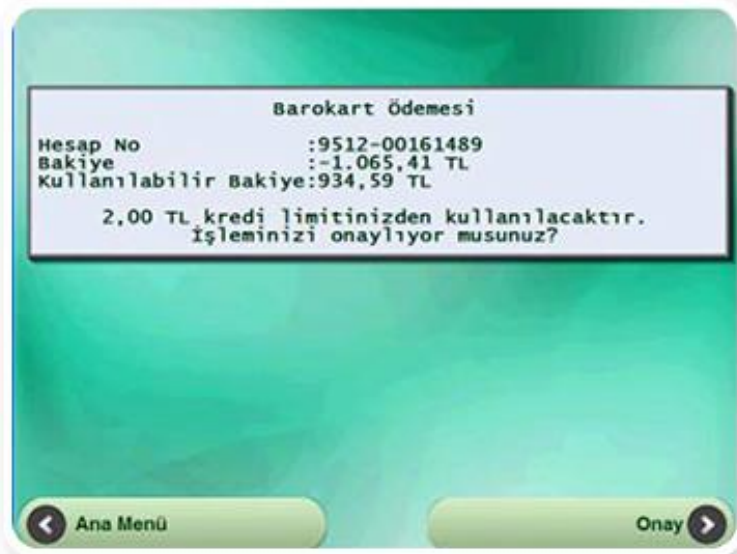 Barokart Ödemesi
Hesap No :9512-00161489
Bakiye :-1.065,41 TL
Kullanılabilir Bakiye:934,59 TL
2,00 TL kredi limitinizden kullanılacaktır.
İşleminizi onaylıyor musunuz?
Ana Menü
Onay